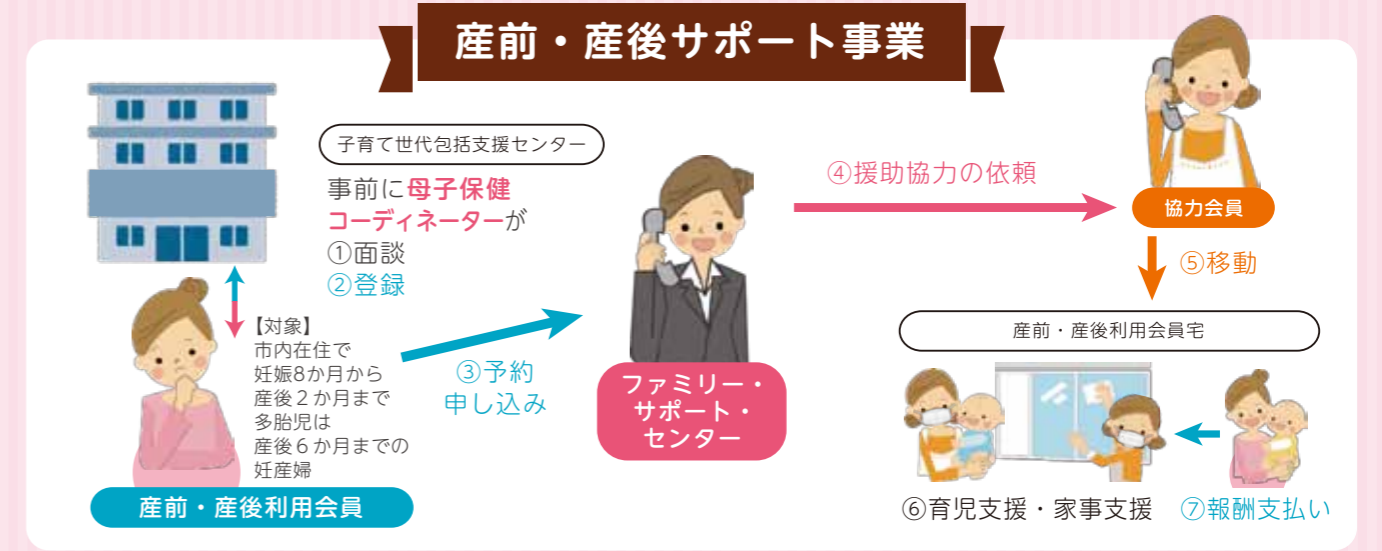 産前・産後サポート事業
子育て世代包括支援センター
事前に母子保健
コーディネーターが
①面談
②登録
【対象】
市内在住で
妊娠8か月から
産後２か月まで
多胎児は
産後６か月までの
妊産婦
産前・産後利用会員
③予約
申し込み
ファミリー・
サポート・
センター
④援助協力の依頼
協力会員
⑤移動
産前・産後利用会員宅
⑥育児支援・家事支援
⑦報酬支払い